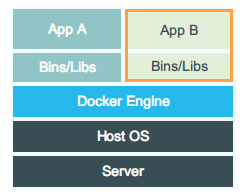 App A
App B
Bins/Libs
Bins/Libs
Docker Engine
Host OS
Server